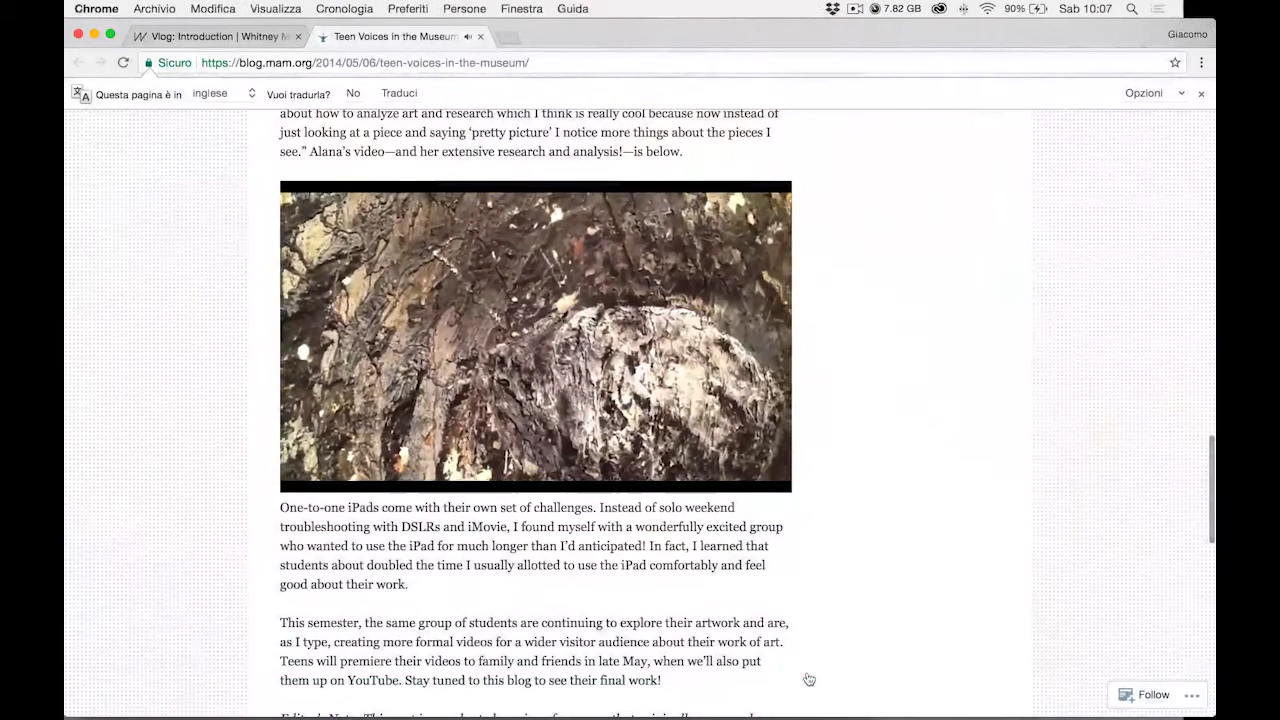 Chrome Archivio Modifica Visualizza Cronologia Preferiti Persone Finestra Guida 7.82 GB 90% Sab 10:07
Vlog: Introduction | Whitney M Teen Voices in the Museum Giacomo
Sicuro https://blog.mam.org/2014/05/06/teen-voices-in-the-museum/
Questa pagina è in inglese Vuoi tradurla? No Traduci Opzioni
about how to analyze art and research which I think is really cool because now instead of
just looking at a piece and saying ‘pretty picture’ I notice more things about the pieces I
see.” Alana’s video—and her extensive research and analysis!—is below.
One-to-one iPads come with their own set of challenges. Instead of solo weekend
troubleshooting with DSLRs and iMovie, I found myself with a wonderfully excited group
who wanted to use the iPad for much longer than I’d anticipated! In fact, I learned that
students about doubled the time I usually allotted to use the iPad comfortably and feel
good about their work.
This semester, the same group of students are continuing to explore their artwork and are,
as I type, creating more formal videos for a wider visitor audience about their work of art.
Teens will premiere their videos to family and friends in late May, when we’ll also put
them up on YouTube. Stay tuned to this blog to see their final work!
Follow